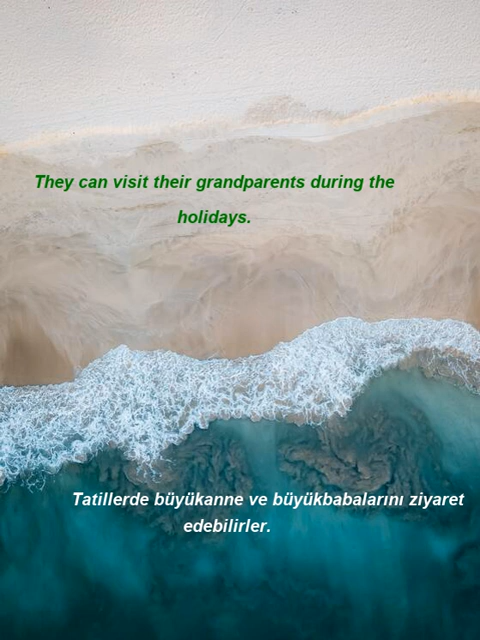 They can visit their grandparents during the
holidays.
Tatillerde büyükanne ve büyükbabalarını ziyaret
edebilirler.